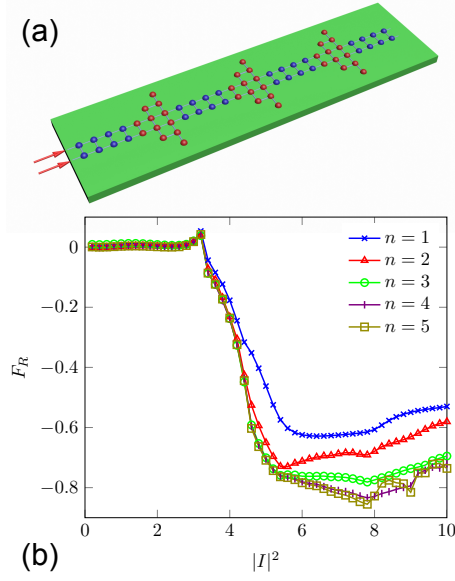 (a)
0
−0.2
−0.4
−0.6
−0.8
F_R
n = 1
n = 2
n = 3
n = 4
n = 5
0 2 4 6 8 10
(b)
|I|²